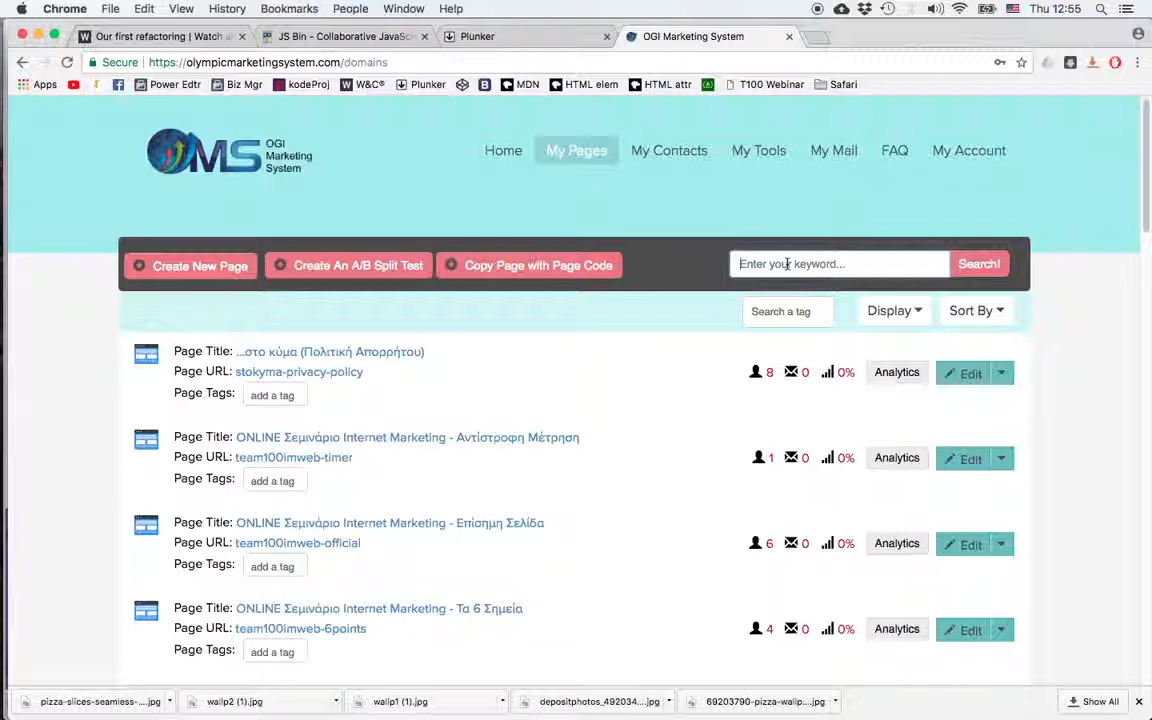 Chrome File Edit View History Bookmarks People Window Help Thu 12:55
Our first refactoring | Watch a JS Bin - Collaborative JavaScr Plunker OGI Marketing System
Secure https://olympicmarketingsystem.com/domains
Apps Power Edtr Biz Mgr kodeProj W&C® Plunker MDN HTML elem HTML attr T100 Webinar Safari
OMS OGI
Marketing
System
Home My Pages My Contacts My Tools My Mail FAQ My Account
Create New Page Create An A/B Split Test Copy Page with Page Code Enter your keyword... Search!
Search a tag Display Sort By
Page Title: ...στο κύμα (Πολιτική Απορρήτου)
Page URL: stokyma-privacy-policy 8 0 0% Analytics Edit
Page Tags: add a tag
Page Title: ONLINE Σεμινάριο Internet Marketing - Αντίστροφη Μέτρηση
Page URL: team100imweb-timer 1 0 0% Analytics Edit
Page Tags: add a tag
Page Title: ONLINE Σεμινάριο Internet Marketing - Επίσημη Σελίδα
Page URL: team100imweb-official 6 0 0% Analytics Edit
Page Tags: add a tag
Page Title: ONLINE Σεμινάριο Internet Marketing - Τα 6 Σημεία
Page URL: team100imweb-6points 4 0 0% Analytics Edit
Page Tags: add a tag
pizza-slices-seamless-....jpg wallp2 (1).jpg wallp1 (1).jpg depositphotos_492034...jpg 69203790-pizza-wallp....jpg Show All